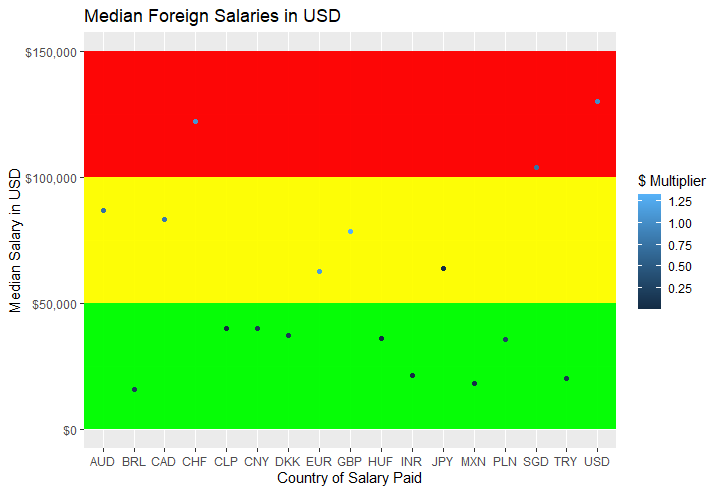 Median Foreign Salaries in USD
Median Salary in USD
$150,000
$100,000
$50,000
$0
AUD BRL CAD CHF CLP CNY DKK EUR GBP HUF INR JPY MXN PLN SGD TRY USD
Country of Salary Paid
$ Multiplier
1.25
1.00
0.75
0.50
0.25